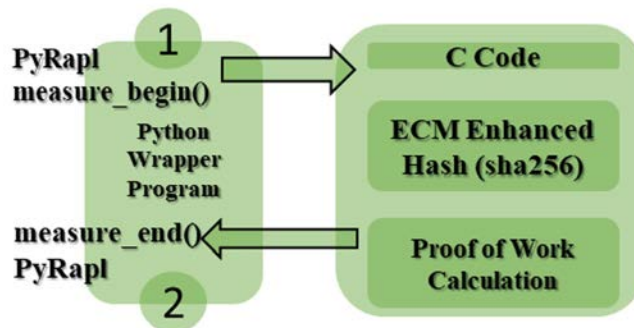 1
PyRapl
measure_begin()
Python
Wrapper
Program
measure_end()
PyRapl
2
C Code
ECM Enhanced
Hash (sha256)
Proof of Work
Calculation